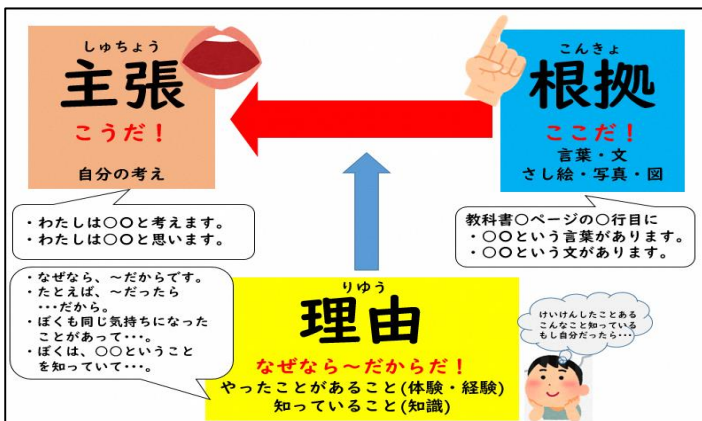 しゅちょう
主張
こうだ！
自分の考え
こんきょ
根拠
ここだ！
言葉・文
さし絵・写真・図
・わたしは〇〇と考えます。
・わたしは〇〇と思います。
教科書〇ページの〇行目に
・〇〇という言葉があります。
・〇〇という文があります。
・なぜなら、～だからです。
・たとえば、～だったら
・・・だから。
・ぼくも同じ気持ちになった
ことがあって・・・。
・ぼくは、〇〇ということ
を知っていて・・・。
りゆう
理由
なぜなら～だからだ！
やったことがあること(体験・経験)
知っていること(知識)
けいけんしたことある
こんなこと知っている
もし自分だったら・・・